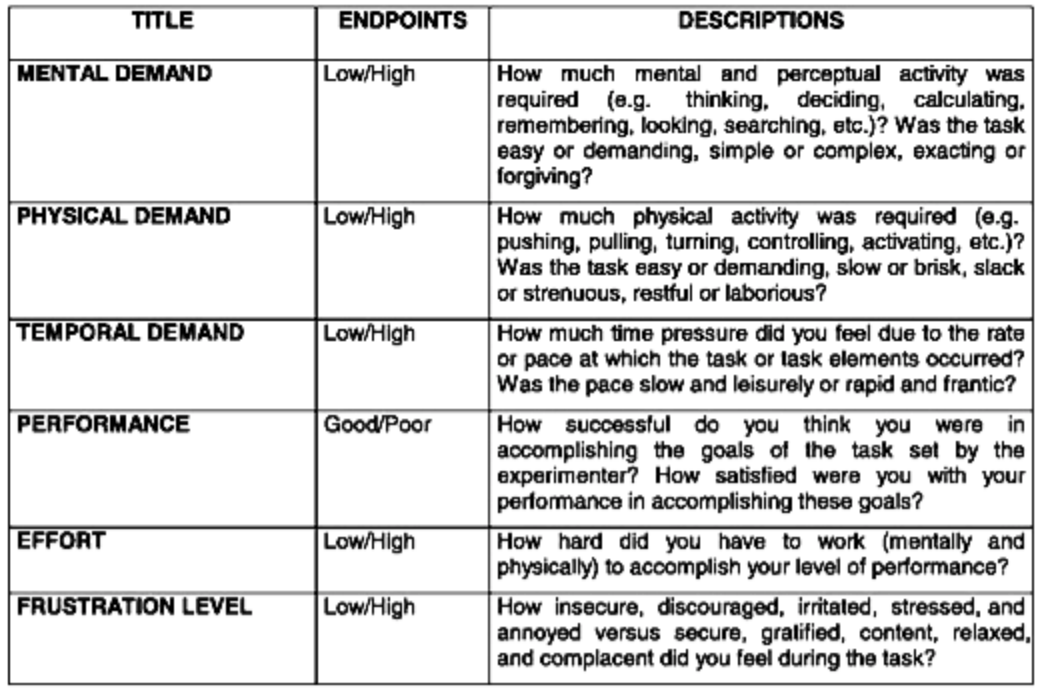 TITLE ENDPOINTS DESCRIPTIONS
MENTAL DEMAND Low/High How much mental and perceptual activity was
required (e.g. thinking, deciding, calculating,
remembering, looking, searching, etc.)? Was the task
easy or demanding, simple or complex, exacting or
forgiving?
PHYSICAL DEMAND Low/High How much physical activity was required (e.g.
pushing, pulling, turning, controlling, activating, etc.)?
Was the task easy or demanding, slow or brisk, slack
or strenuous, restful or laborious?
TEMPORAL DEMAND Low/High How much time pressure did you feel due to the rate
or pace at which the task or task elements occurred?
Was the pace slow and leisurely or rapid and frantic?
PERFORMANCE Good/Poor How successful do you think you were in
accomplishing the goals of the task set by the
experimenter? How satisfied were you with your
performance in accomplishing these goals?
EFFORT Low/High How hard did you have to work (mentally and
physically) to accomplish your level of performance?
FRUSTRATION LEVEL Low/High How insecure, discouraged, irritated, stressed, and
annoyed versus secure, gratified, content, relaxed,
and complacent did you feel during the task?